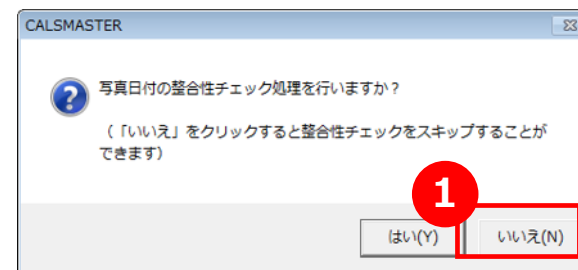 CALSMASTER
写真日付の整合性チェック処理を行いますか？
（「いいえ」をクリックすると整合性チェックをスキップすることが
できます）
1
はい(Y)
いいえ(N)